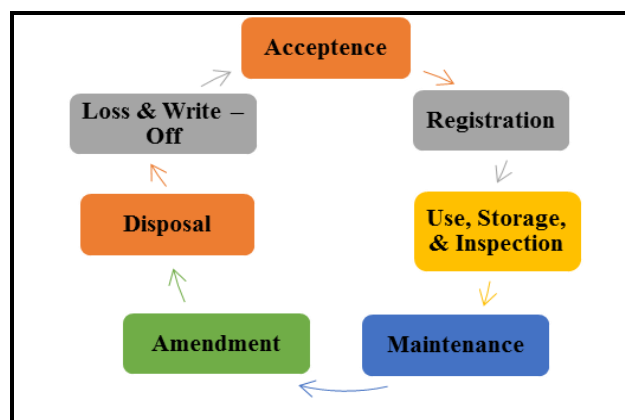 Acceptence
Registration
Use, Storage,
& Inspection
Maintenance
Amendment
Disposal
Loss & Write –
Off